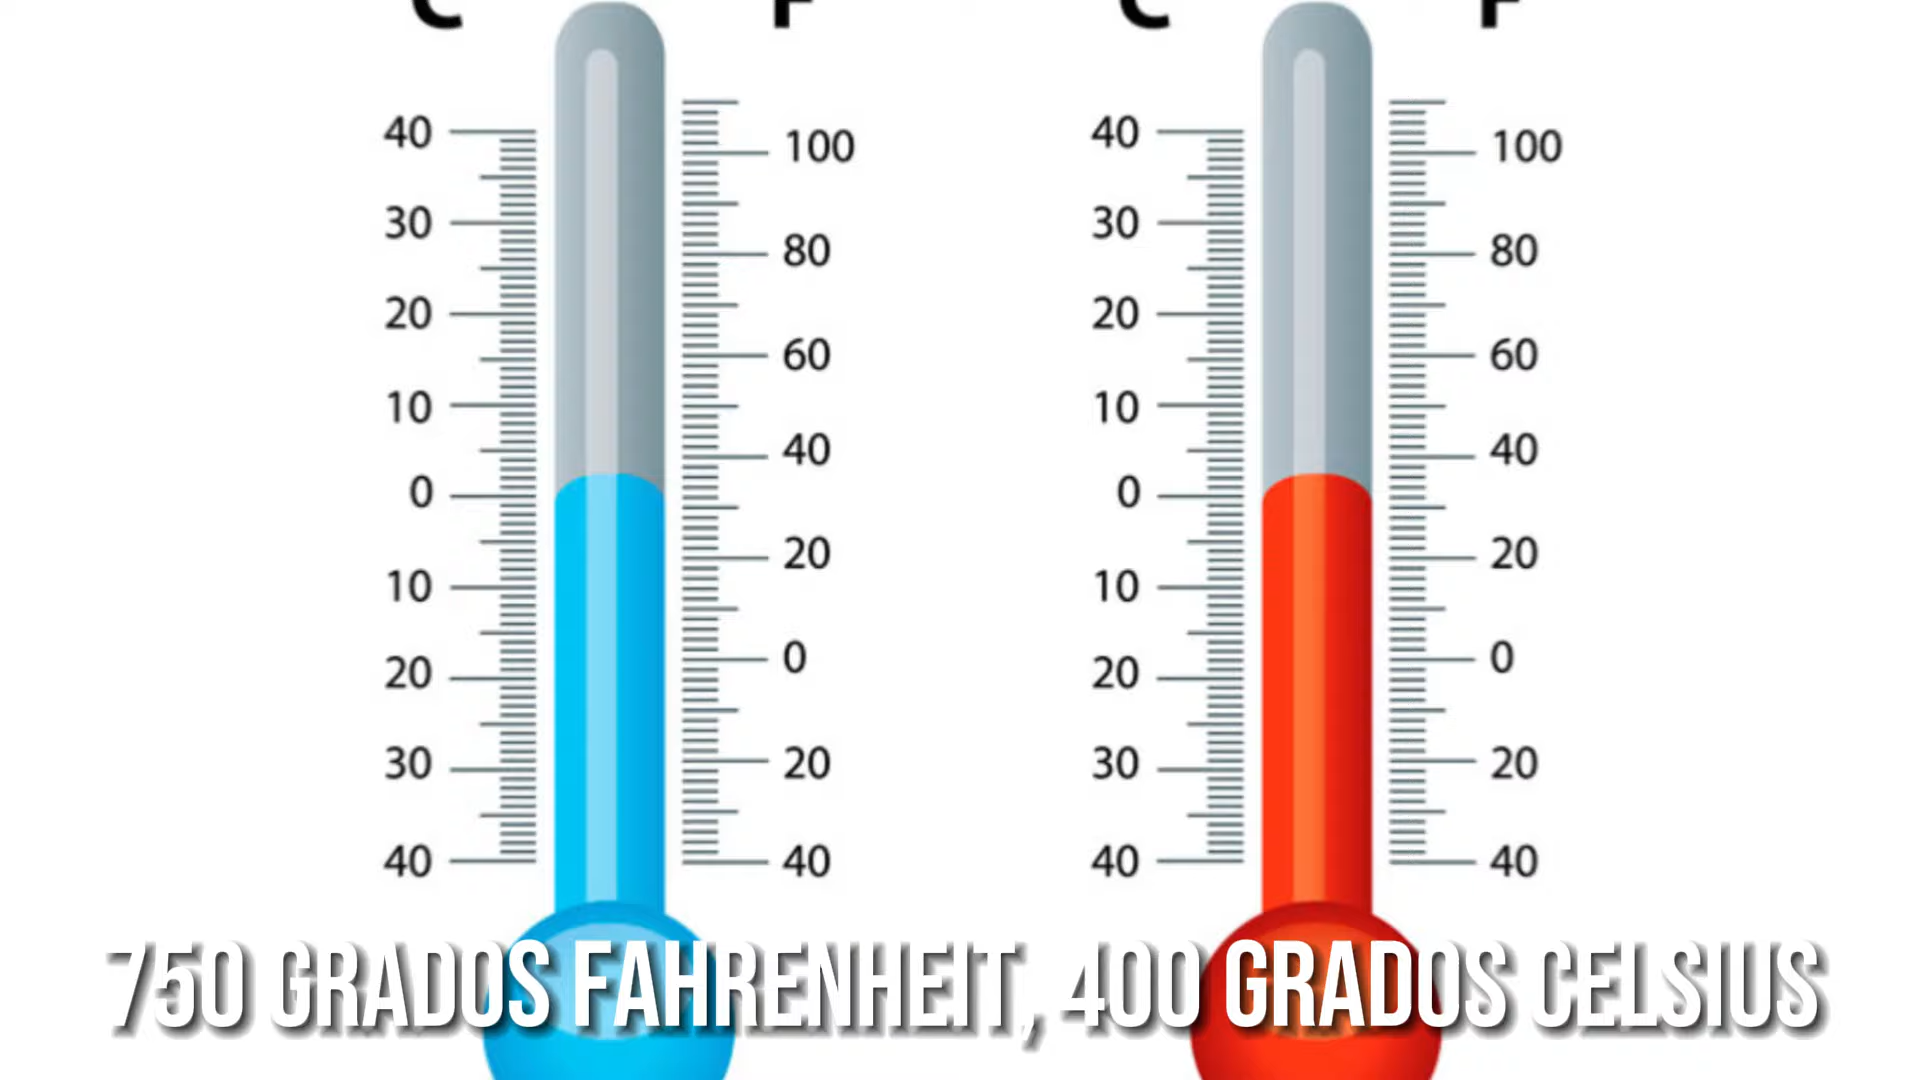 C F C F
40 100 40 100
30 80 30 80
20 60 20 60
10 40 10 40
0 20 0 20
10 0 10 0
20 20 20 20
30 40 30 40
40 40
750 GRADOS FAHRENHEIT, 400 GRADOS CELSIUS